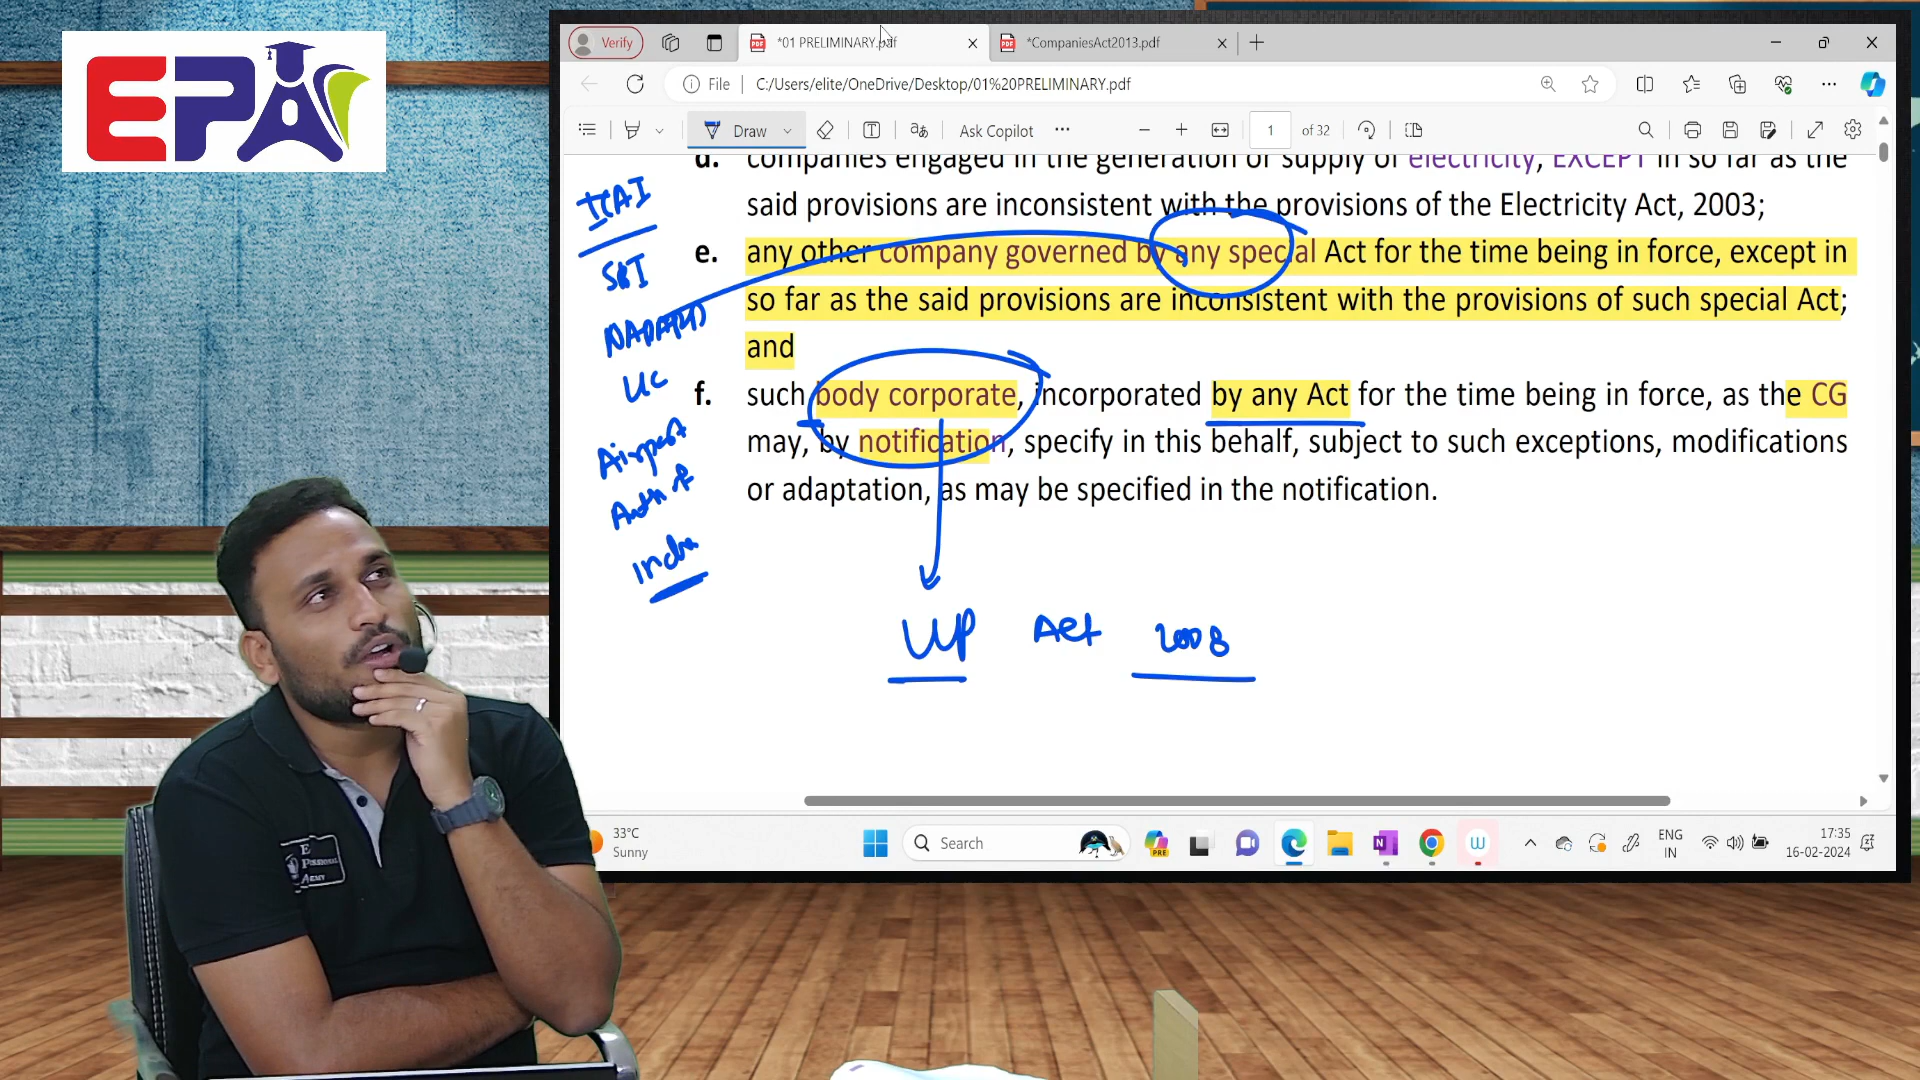 EPA
Verify
*01 PRELIMINARY.pdf
*CompaniesAct2013.pdf
File
C:/Users/elite/OneDrive/Desktop/01%20PRELIMINARY.pdf
Draw
Ask Copilot
1
of 32
d. companies engaged in the generation or supply of electricity, EXCEPT in so far as the
said provisions are inconsistent with the provisions of the Electricity Act, 2003;
e. any other company governed by any special Act for the time being in force, except in
so far as the said provisions are inconsistent with the provisions of such special Act;
and
f. such body corporate, incorporated by any Act for the time being in force, as the CG
may, by notification, specify in this behalf, subject to such exceptions, modifications
or adaptation, as may be specified in the notification.
ICAI
SBI
UC
Airport
Auth of
India
UP Act 2008
33°C
Sunny
Search
PRE
ENG
IN
17:35
16-02-2024